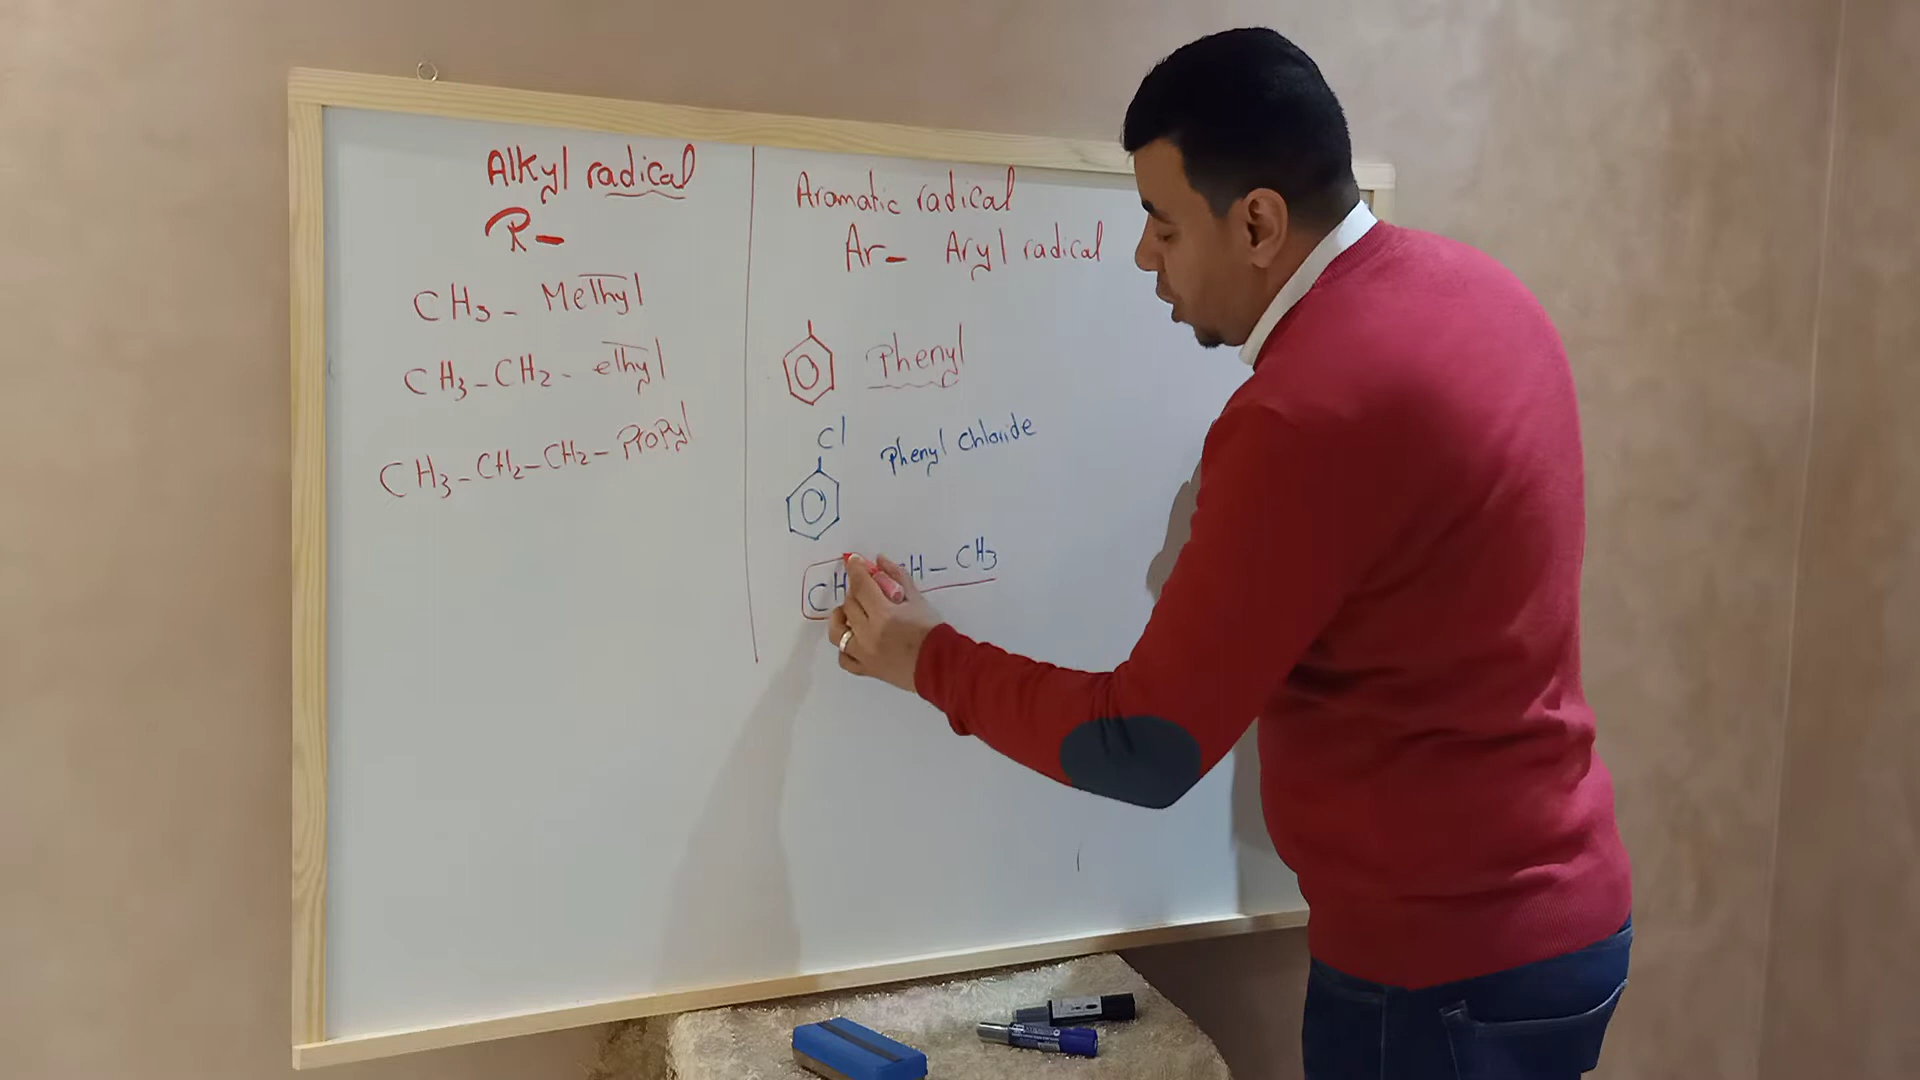 Alkyl radical
R-
CH3- Methyl
CH3-CH2- ethyl
CH3-CH2-CH2- Propyl
Aromatic radical
Ar- Aryl radical
Phenyl
Cl
Phenyl Chloride
CH H-CH3